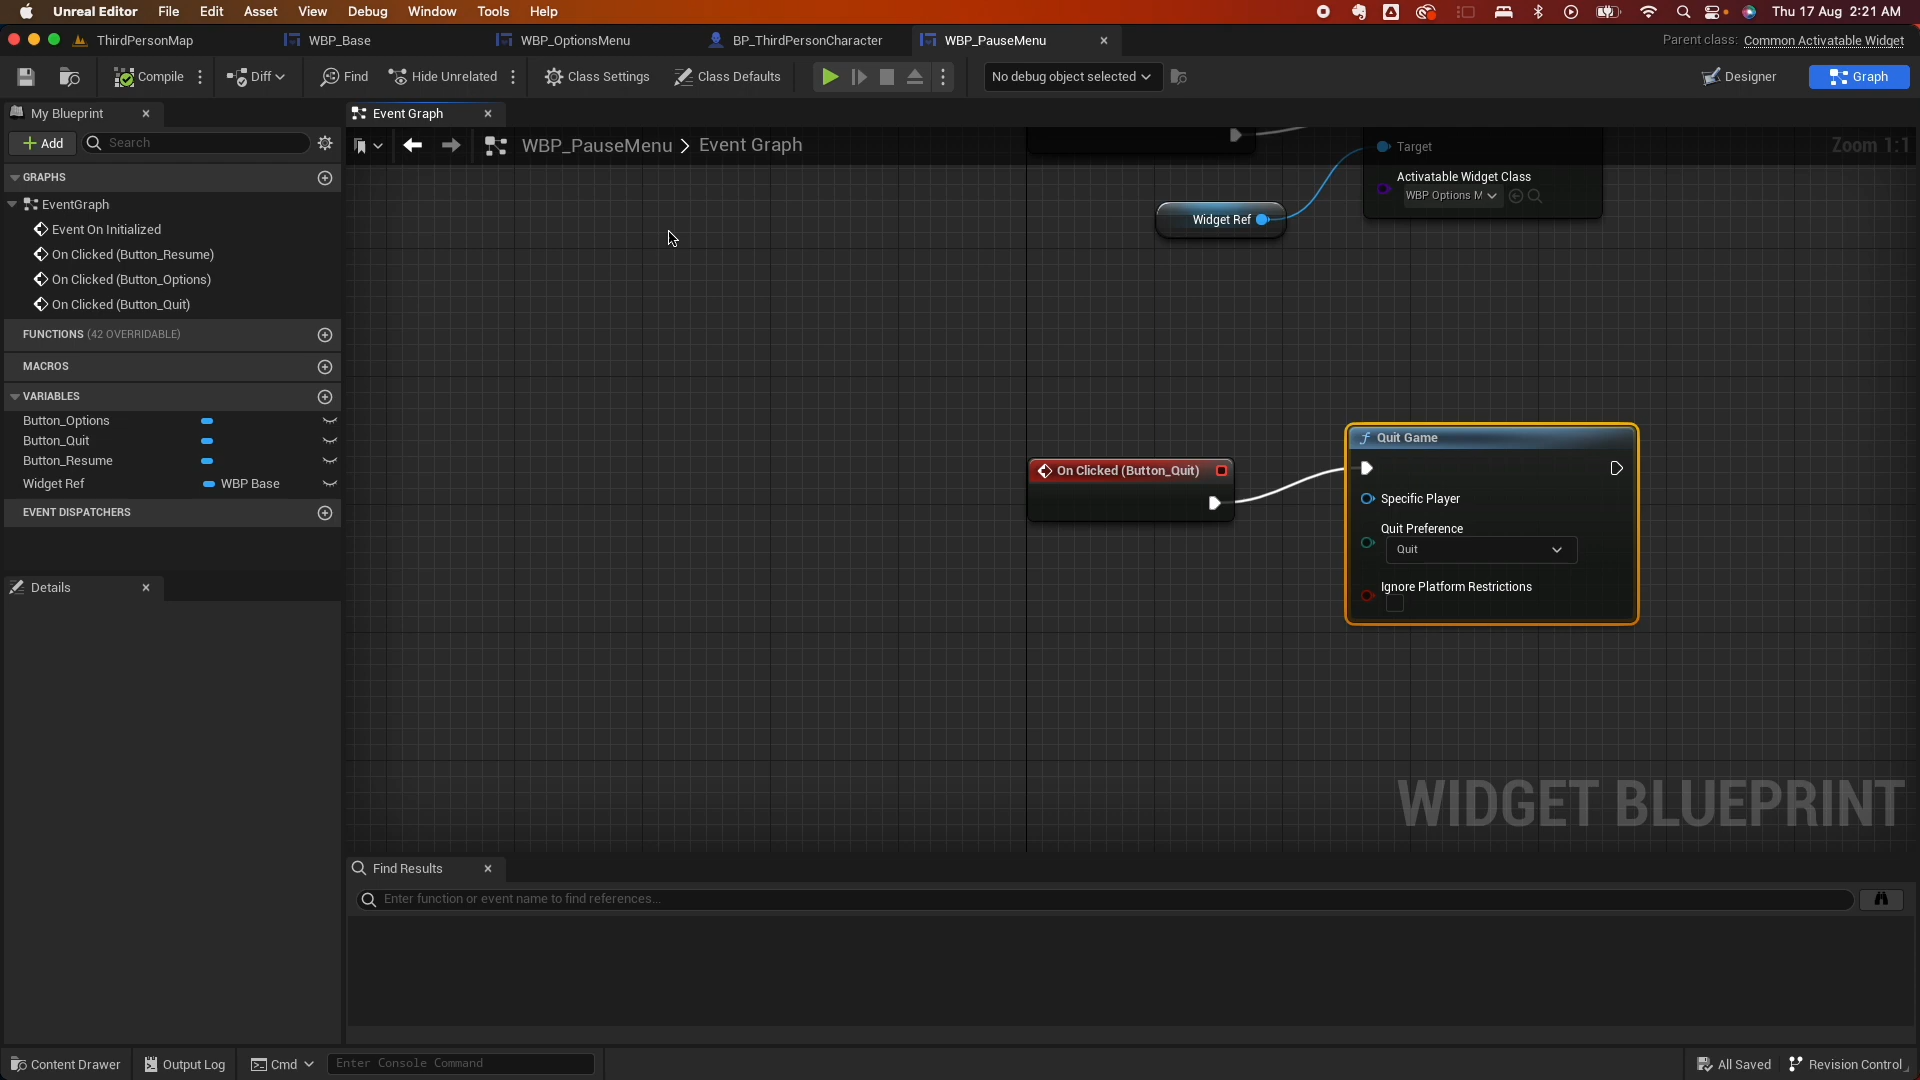 Unreal Editor File Edit Asset View Debug Window Tools Help Thu 17 Aug 2:21 AM
ThirdPersonMap WBP_Base WBP_OptionsMenu BP_ThirdPersonCharacter WBP_PauseMenu Parent class: Common Activatable Widget
Compile Diff Find Hide Unrelated Class Settings Class Defaults No debug object selected Designer Graph
My Blueprint Event Graph
Add Search WBP_PauseMenu > Event Graph Zoom 1:1
GRAPHS
EventGraph
Event On Initialized
On Clicked (Button_Resume)
On Clicked (Button_Options)
On Clicked (Button_Quit)
FUNCTIONS (42 OVERRIDABLE)
MACROS
VARIABLES
Button_Options
Button_Quit
Button_Resume
Widget Ref WBP Base
EVENT DISPATCHERS
Details
Target
Activatable Widget Class
WBP Options M
Widget Ref
On Clicked (Button_Quit)
Quit Game
Specific Player
Quit Preference
Quit
Ignore Platform Restrictions
WIDGET BLUEPRINT
Find Results
Enter function or event name to find references...
Content Drawer Output Log Cmd Enter Console Command All Saved Revision Control